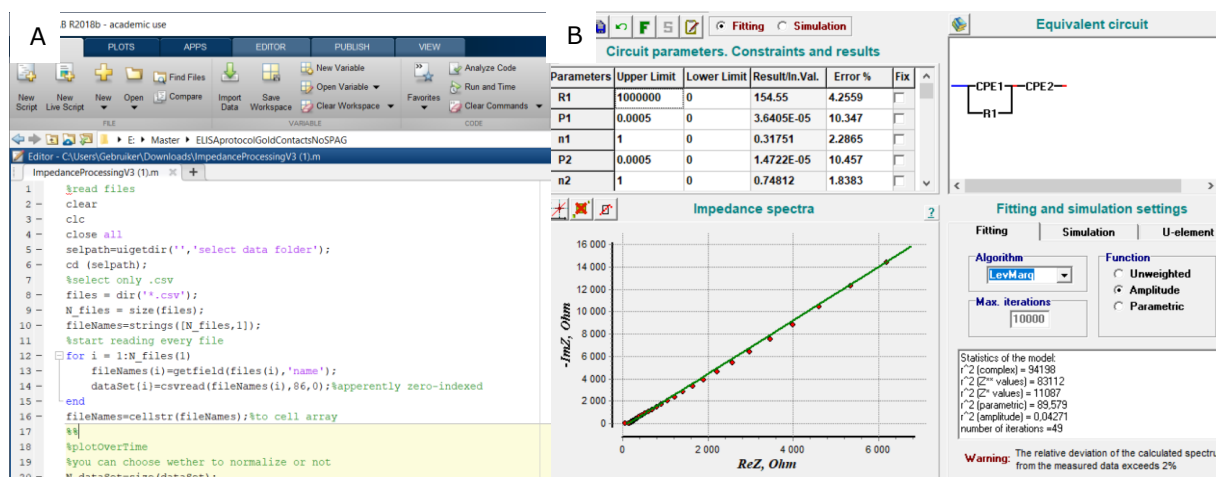 A
B R2018b - academic use
PLOTS APPS EDITOR PUBLISH VIEW
New Script
New Live Script
New
Open
Find Files
Compare
Import Data
Save Workspace
New Variable
Open Variable
Clear Workspace
Favorites
Analyze Code
Run and Time
Clear Commands
FILE VARIABLE CODE
E: Master ELISAprotocolGoldContactsNoSPAG
Editor - C:\Users\Gebruiker\Downloads\ImpedanceProcessingV3 (1).m
ImpedanceProcessingV3 (1).m
1 %read files
2 - clear
3 - clc
4 - close all
5 - selpath=uigetdir('','select data folder');
6 - cd (selpath);
7 %select only .csv
8 - files = dir('*.csv');
9 - N_files = size(files);
10 - fileNames=strings([N_files,1]);
11 %start reading every file
12 - for i = 1:N_files(1)
13 - fileNames(i)=getfield(files(i),'name');
14 - dataSet(i)=csvread(fileNames(i),86,0);%apperently zero-indexed
15 - end
16 - fileNames=cellstr(fileNames);%to cell array
17 %%
18 %plotOverTime
19 %you can choose wether to normalize or not
20 - N_dataSet=size(dataSet);
B
F S Fitting Simulation
Circuit parameters. Constraints and results
Parameters Upper Limit Lower Limit Result/In.Val. Error % Fix
R1 1000000 0 154.55 4.2559
P1 0.0005 0 3.6405E-05 10.347
n1 1 0 0.31751 2.2865
P2 0.0005 0 1.4722E-05 10.457
n2 1 0 0.74812 1.8383
Equivalent circuit
CPE1 CPE2
R1
Impedance spectra
?
-ImZ, Ohm
16 000
14 000
12 000
10 000
8 000
6 000
4 000
2 000
0
0 2 000 4 000 6 000
ReZ, Ohm
Fitting and simulation settings
Fitting Simulation U-element
Algorithm
LevMarq
Max. iterations
10000
Function
Unweighted
Amplitude
Parametric
Statistics of the model:
r^2 (complex) = 94198
r^2 (Z'' values) = 83112
r^2 (Z' values) = 11087
r^2 (parametric) = 89,579
r^2 (amplitude) = 0,04271
number of iterations =49
Warning: The relative deviation of the calculated spectru
from the measured data exceeds 2%